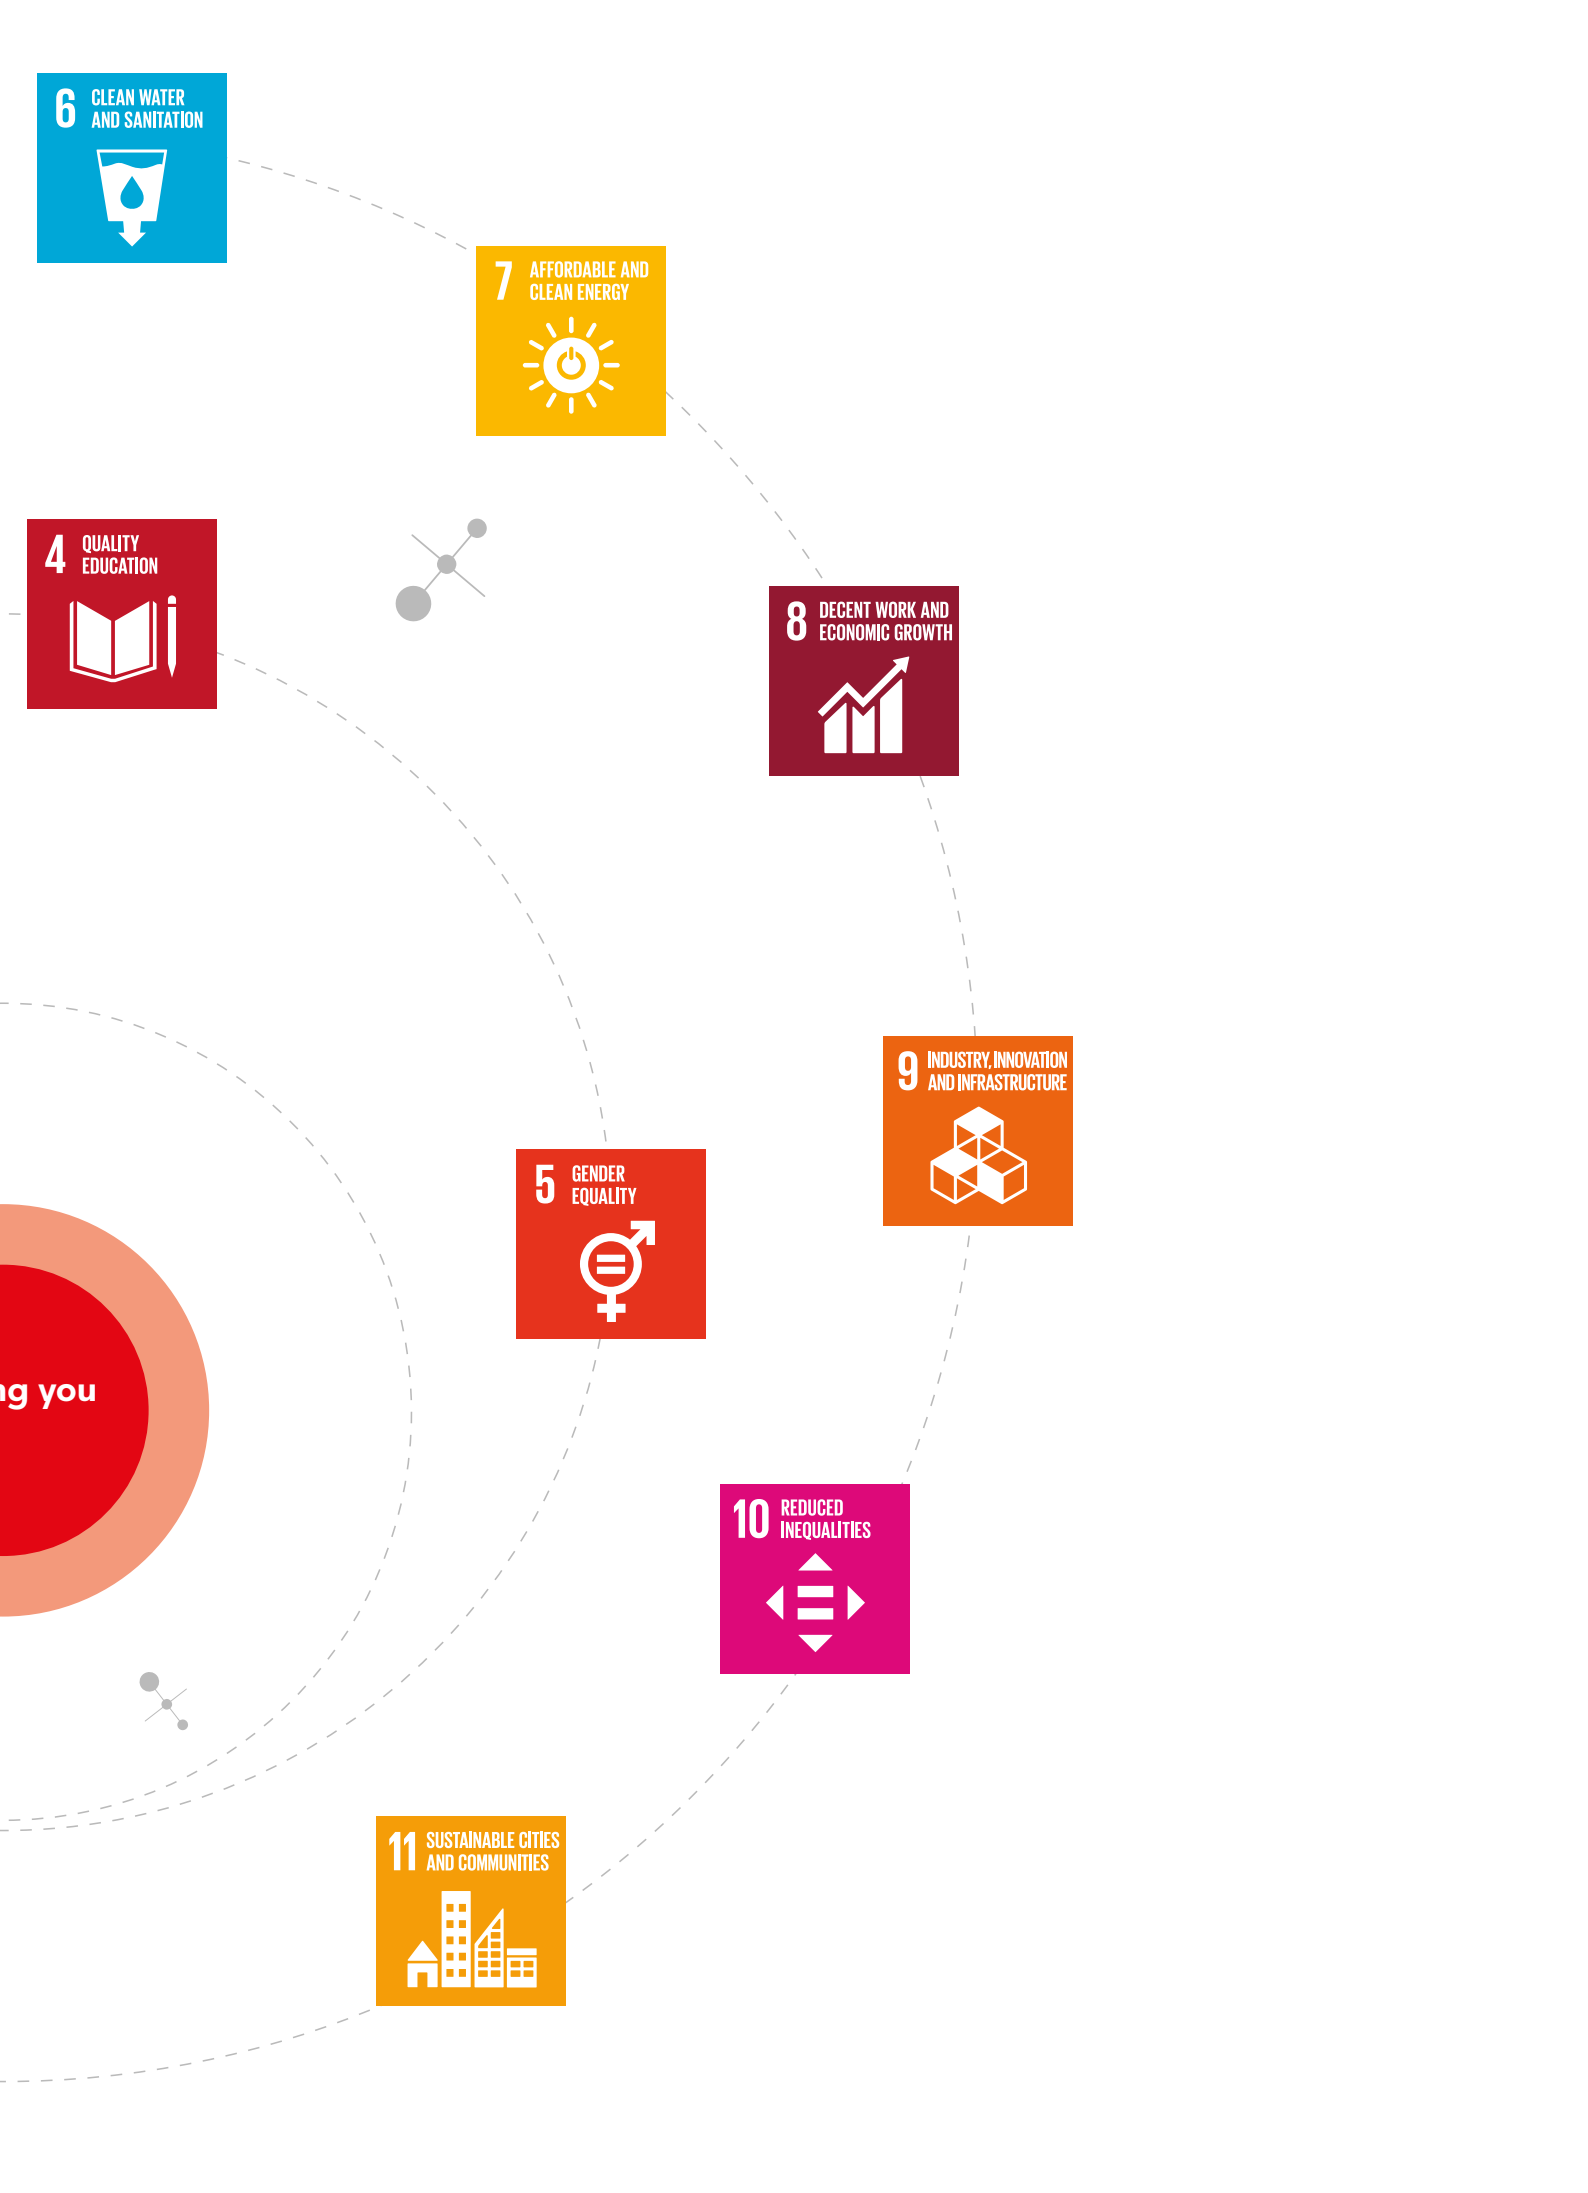 6 CLEAN WATER
AND SANITATION
7 AFFORDABLE AND
CLEAN ENERGY
4 QUALITY
EDUCATION
8 DECENT WORK AND
ECONOMIC GROWTH
9 INDUSTRY, INNOVATION
AND INFRASTRUCTURE
5 GENDER
EQUALITY
ng you
10 REDUCED
INEQUALITIES
11 SUSTAINABLE CITIES
AND COMMUNITIES